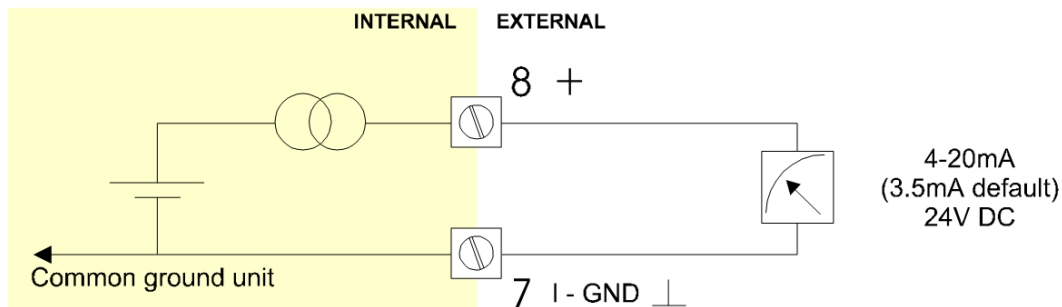 INTERNAL EXTERNAL
8 +
4-20mA
(3.5mA default)
24V DC
Common ground unit
7 I - GND